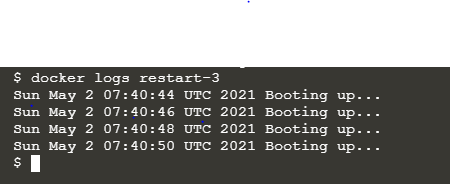 $ docker logs restart-3
Sun May 2 07:40:44 UTC 2021 Booting up...
Sun May 2 07:40:46 UTC 2021 Booting up...
Sun May 2 07:40:48 UTC 2021 Booting up...
Sun May 2 07:40:50 UTC 2021 Booting up...
$